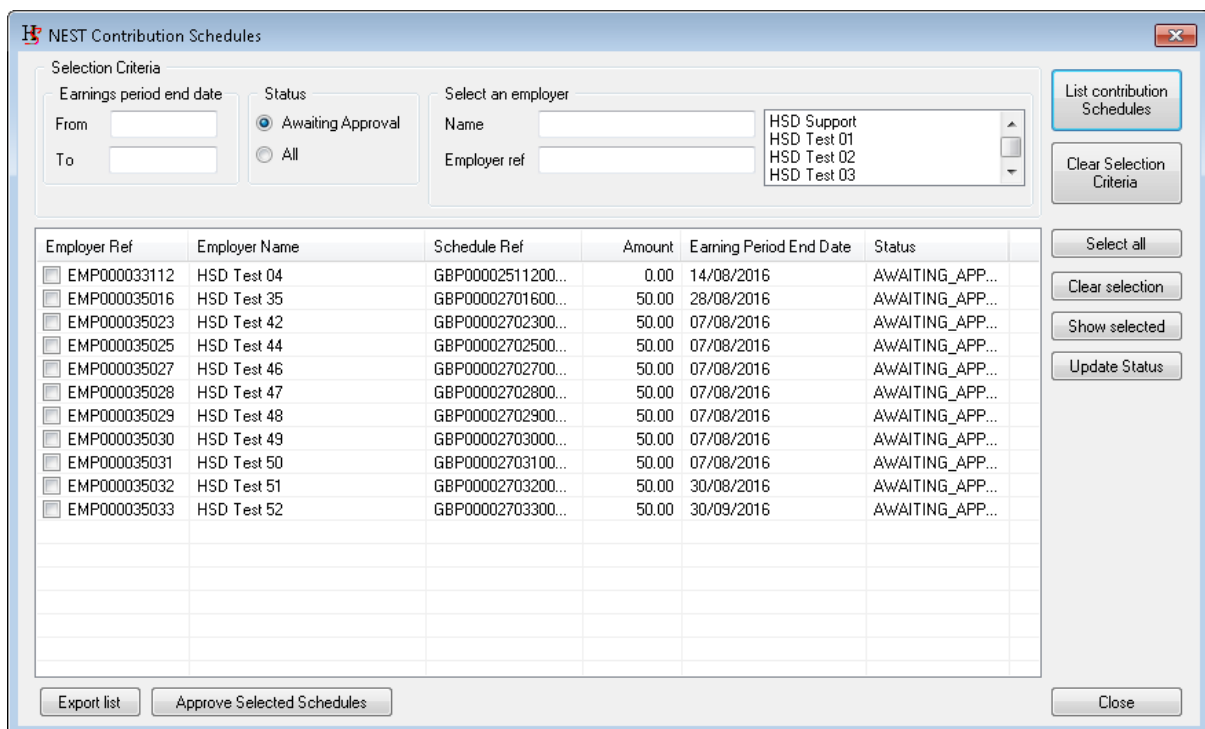 NEST Contribution Schedules
Selection Criteria
Earnings period end date
From
To
Status
Awaiting Approval
All
Select an employer
Name
Employer ref
HSD Support
HSD Test 01
HSD Test 02
HSD Test 03
List contribution
Schedules
Clear Selection
Criteria
Employer Ref Employer Name Schedule Ref Amount Earning Period End Date Status
EMP000033112 HSD Test 04 GBP00002511200... 0.00 14/08/2016 AWAITING_APP...
EMP000035016 HSD Test 35 GBP00002701600... 50.00 28/08/2016 AWAITING_APP...
EMP000035023 HSD Test 42 GBP00002702300... 50.00 07/08/2016 AWAITING_APP...
EMP000035025 HSD Test 44 GBP00002702500... 50.00 07/08/2016 AWAITING_APP...
EMP000035027 HSD Test 46 GBP00002702700... 50.00 07/08/2016 AWAITING_APP...
EMP000035028 HSD Test 47 GBP00002702800... 50.00 07/08/2016 AWAITING_APP...
EMP000035029 HSD Test 48 GBP00002702900... 50.00 07/08/2016 AWAITING_APP...
EMP000035030 HSD Test 49 GBP00002703000... 50.00 07/08/2016 AWAITING_APP...
EMP000035031 HSD Test 50 GBP00002703100... 50.00 07/08/2016 AWAITING_APP...
EMP000035032 HSD Test 51 GBP00002703200... 50.00 30/08/2016 AWAITING_APP...
EMP000035033 HSD Test 52 GBP00002703300... 50.00 30/09/2016 AWAITING_APP...
Select all
Clear selection
Show selected
Update Status
Export list
Approve Selected Schedules
Close